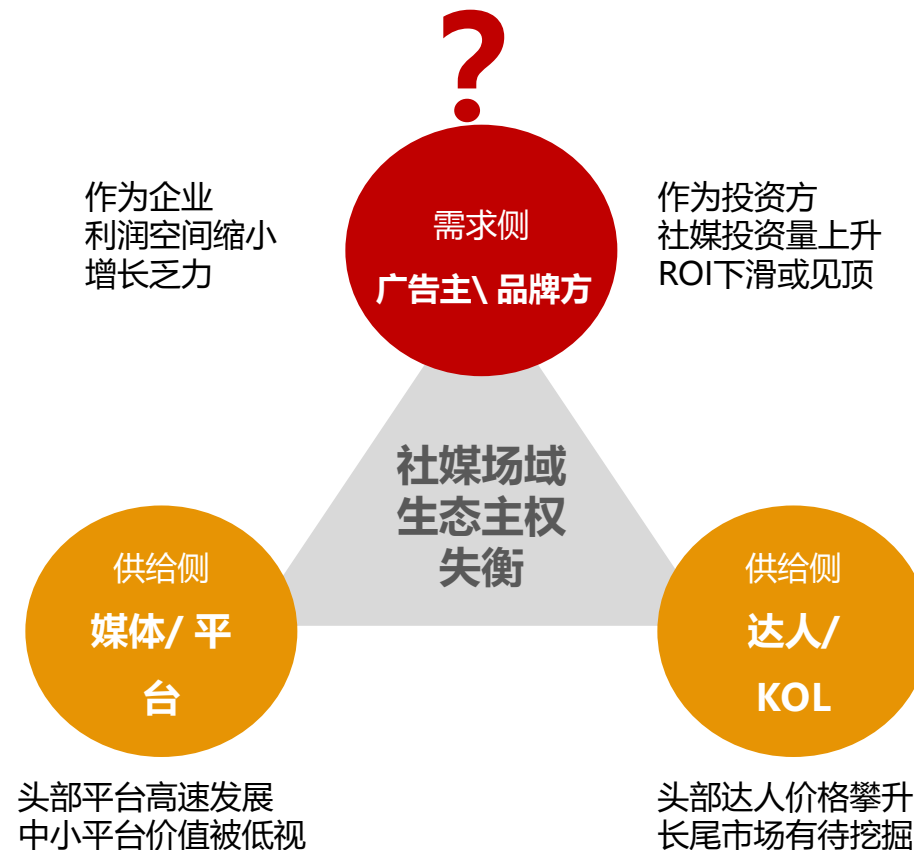 ?
作为企业
利润空间缩小
增长乏力
需求侧
广告主\ 品牌方
作为投资方
社媒投资量上升
ROI下滑或见顶
社媒场域
生态主权
失衡
供给侧
媒体/ 平
台
供给侧
达人/
KOL
头部平台高速发展
中小平台价值被低视
头部达人价格攀升
长尾市场有待挖掘